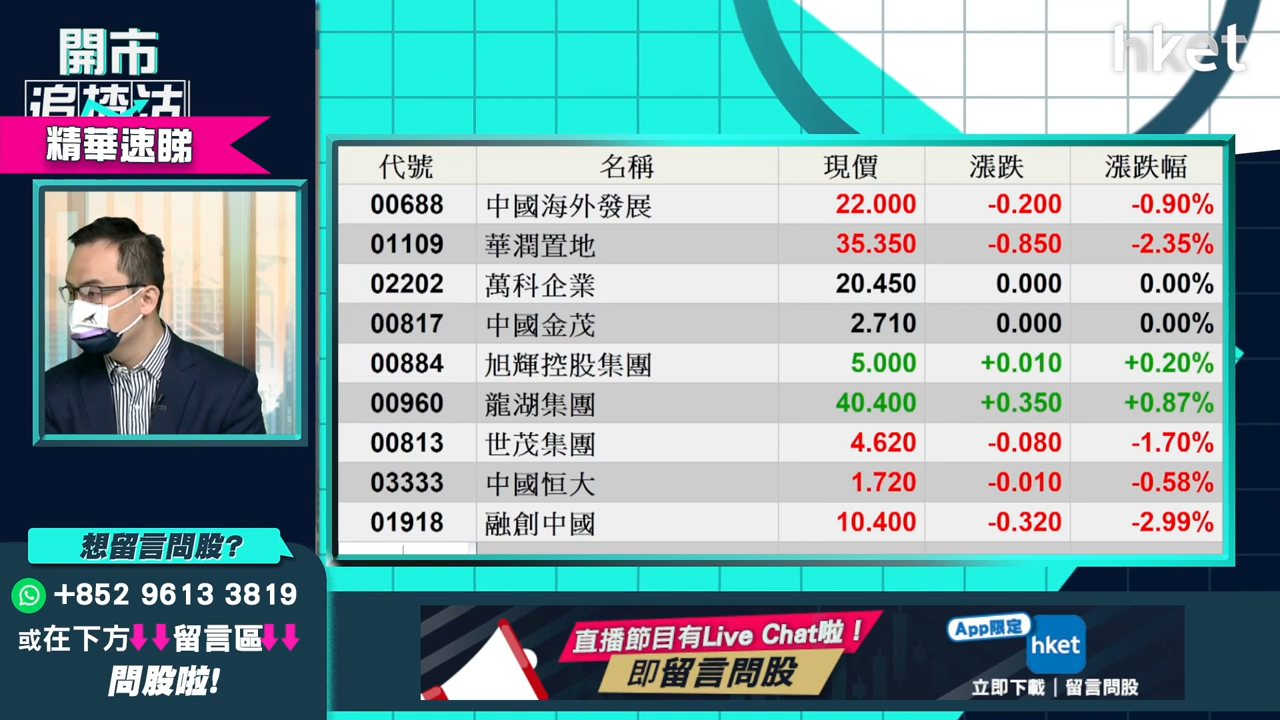 開市
追揸沽
精華速睇
hket
代號 名稱 現價 漲跌 漲跌幅
00688 中國海外發展 22.000 -0.200 -0.90%
01109 華潤置地 35.350 -0.850 -2.35%
02202 萬科企業 20.450 0.000 0.00%
00817 中國金茂 2.710 0.000 0.00%
00884 旭輝控股集團 5.000 +0.010 +0.20%
00960 龍湖集團 40.400 +0.350 +0.87%
00813 世茂集團 4.620 -0.080 -1.70%
03333 中國恒大 1.720 -0.010 -0.58%
01918 融創中國 10.400 -0.320 -2.99%
想留言問股?
+852 9613 3819
或在下方留言區
問股啦!
直播節目有Live Chat啦!
即留言問股
App限定
hket
立即下載|留言問股